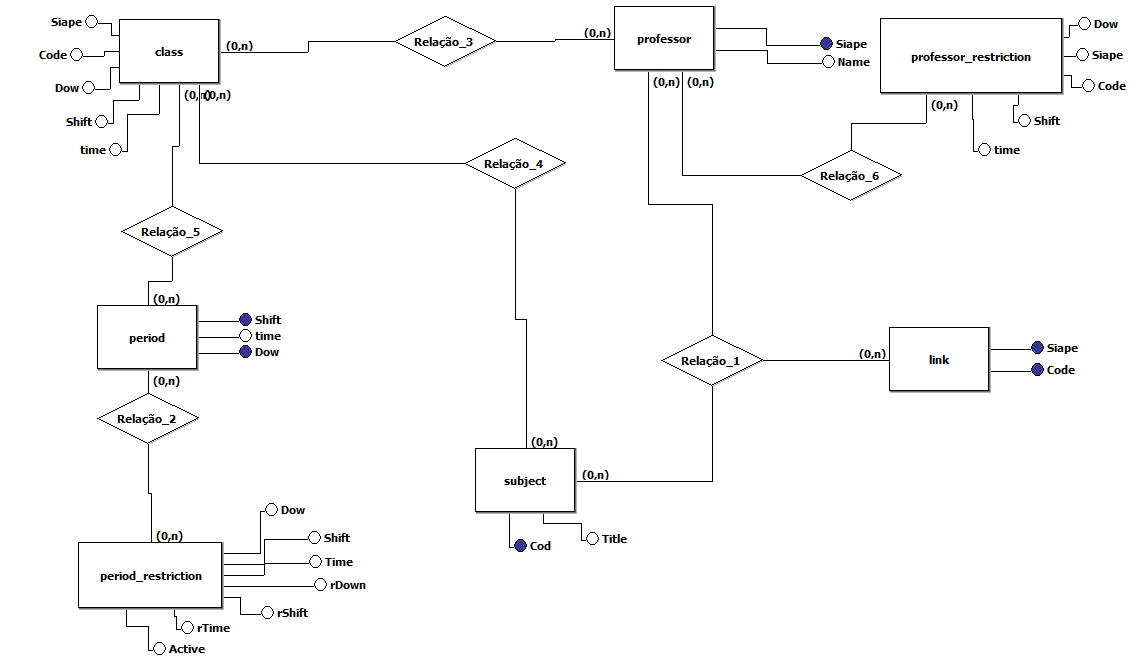 Siape
class
(0,n)
Relação_3
(0,n)
professor
Siape
Name
professor_restriction
Dow
Siape
Code
Code
Dow
Shift
time
(0,n)
(0,n)
(0,n)
(0,n)
(0,n)
Shift
time
Relação_4
Relação_6
Relação_5
(0,n)
period
Shift
time
Dow
(0,n)
Relação_1
(0,n)
link
Siape
Code
Relação_2
(0,n)
subject
(0,n)
Cod
Title
(0,n)
period_restriction
Dow
Shift
Time
rDown
rShift
rTime
Active